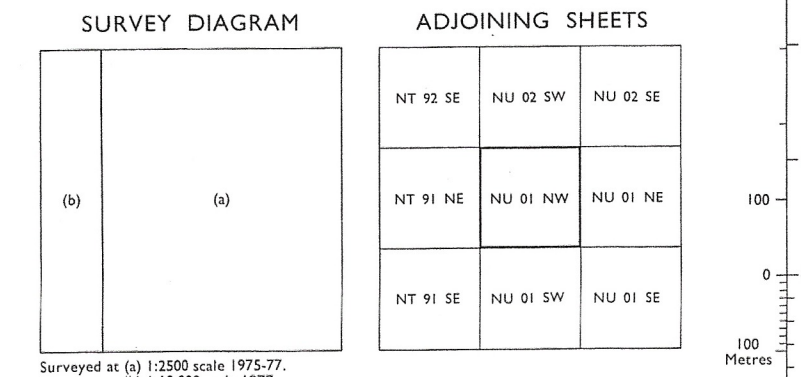 SURVEY DIAGRAM
(b)
(a)
Surveyed at (a) 1:2500 scale 1975-77.
ADJOINING SHEETS
NT 92 SE NU 02 SW NU 02 SE
NT 91 NE NU 01 NW NU 01 NE
NT 91 SE NU 01 SW NU 01 SE
100
0
100
Metres